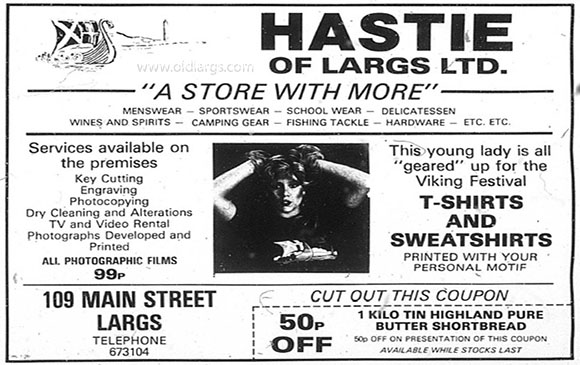 HASTIE
OF LARGS LTD.
www.oldlargs.com
"A STORE WITH MORE"
MENSWEAR — SPORTSWEAR — SCHOOL WEAR — DELICATESSEN
WINES AND SPIRITS — CAMPING GEAR — FISHING TACKLE — HARDWARE — ETC. ETC.
Services available on
the premises
Key Cutting
Engraving
Photocopying
Dry Cleaning and Alterations
TV and Video Rental
Photographs Developed and
Printed
ALL PHOTOGRAPHIC FILMS
99P
This young lady is all
"geared" up for the
Viking Festival
T-SHIRTS
AND
SWEATSHIRTS
PRINTED WITH YOUR
PERSONAL MOTIF
109 MAIN STREET
LARGS
TELEPHONE
673104
CUT OUT THIS COUPON
50P
OFF
1 KILO TIN HIGHLAND PURE
BUTTER SHORTBREAD
50p OFF ON PRESENTATION OF THIS COUPON
AVAILABLE WHILE STOCKS LAST